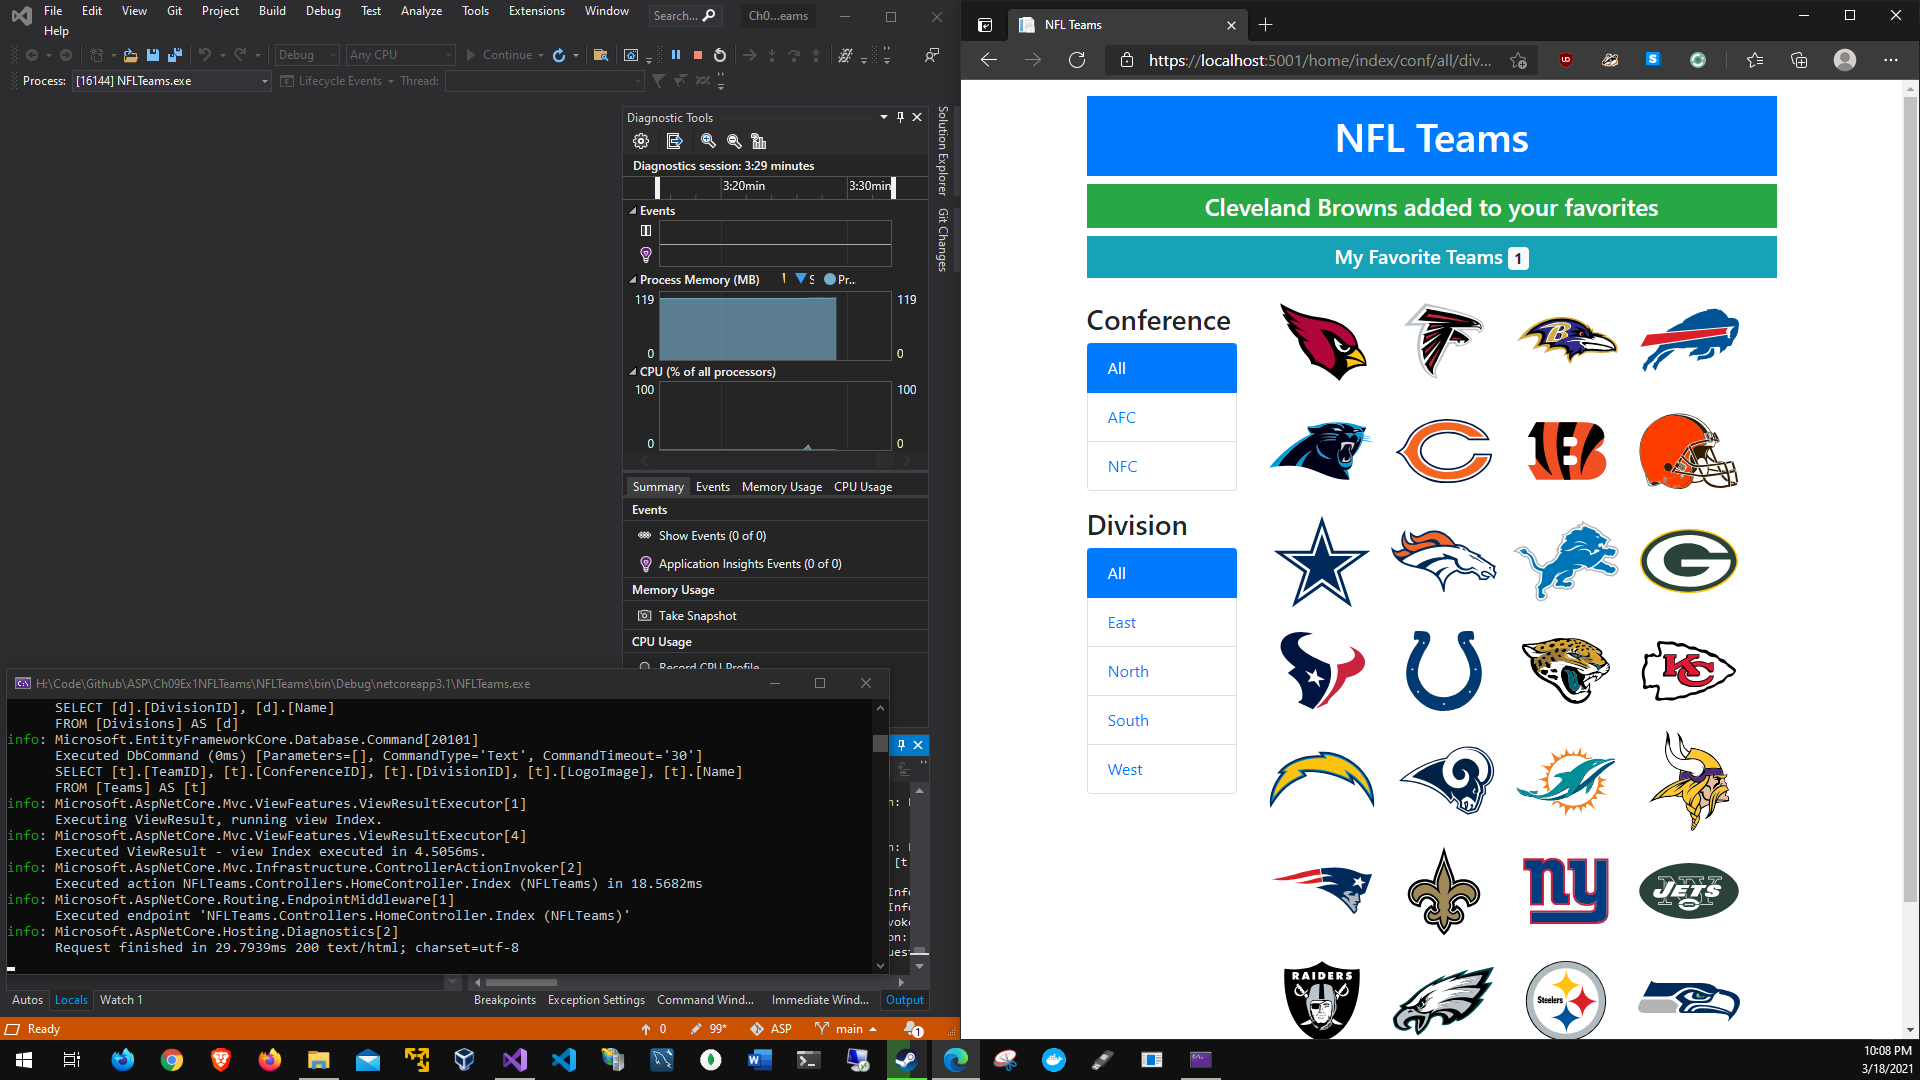 File Edit View Git Project Build Debug Test Analyze Tools Extensions Window Search... Ch0...eams
Help
Debug Any CPU Continue
Process: [16144] NFLTeams.exe Lifecycle Events Thread:
Diagnostic Tools
Diagnostics session: 3:29 minutes
3:20min 3:30min
Events
Process Memory (MB) S Pr...
119 119
0 0
CPU (% of all processors)
100 100
0 0
Summary Events Memory Usage CPU Usage
Events
Show Events (0 of 0)
Application Insights Events (0 of 0)
Memory Usage
Take Snapshot
CPU Usage
Record CPU Profile
Solution Explorer
Git Changes
H:\Code\Github\ASP\Ch09Ex1NFLTeams\NFLTeams\bin\Debug\netcoreapp3.1\NFLTeams.exe
SELECT [d].[DivisionID], [d].[Name]
FROM [Divisions] AS [d]
info: Microsoft.EntityFrameworkCore.Database.Command[20101]
Executed DbCommand (0ms) [Parameters=[], CommandType='Text', CommandTimeout='30']
SELECT [t].[TeamID], [t].[ConferenceID], [t].[DivisionID], [t].[LogoImage], [t].[Name]
FROM [Teams] AS [t]
info: Microsoft.AspNetCore.Mvc.ViewFeatures.ViewResultExecutor[1]
Executing ViewResult, running view Index.
info: Microsoft.AspNetCore.Mvc.ViewFeatures.ViewResultExecutor[4]
Executed ViewResult - view Index executed in 4.5056ms.
info: Microsoft.AspNetCore.Mvc.Infrastructure.ControllerActionInvoker[2]
Executed action NFLTeams.Controllers.HomeController.Index (NFLTeams) in 18.5682ms
info: Microsoft.AspNetCore.Routing.EndpointMiddleware[1]
Executed endpoint 'NFLTeams.Controllers.HomeController.Index (NFLTeams)'
info: Microsoft.AspNetCore.Hosting.Diagnostics[2]
Request finished in 29.7939ms 200 text/html; charset=utf-8
Autos Locals Watch 1 Breakpoints Exception Settings Command Wind... Immediate Wind... Output
Ready 0 99* ASP main 1
NFL Teams
https://localhost:5001/home/index/conf/all/div...
NFL Teams
Cleveland Browns added to your favorites
My Favorite Teams 1
Conference
All
AFC
NFC
Division
All
East
North
South
West
B
C
B
G
KC
ny
NY
JETS
RAIDERS
Steelers
10:08 PM
3/18/2021